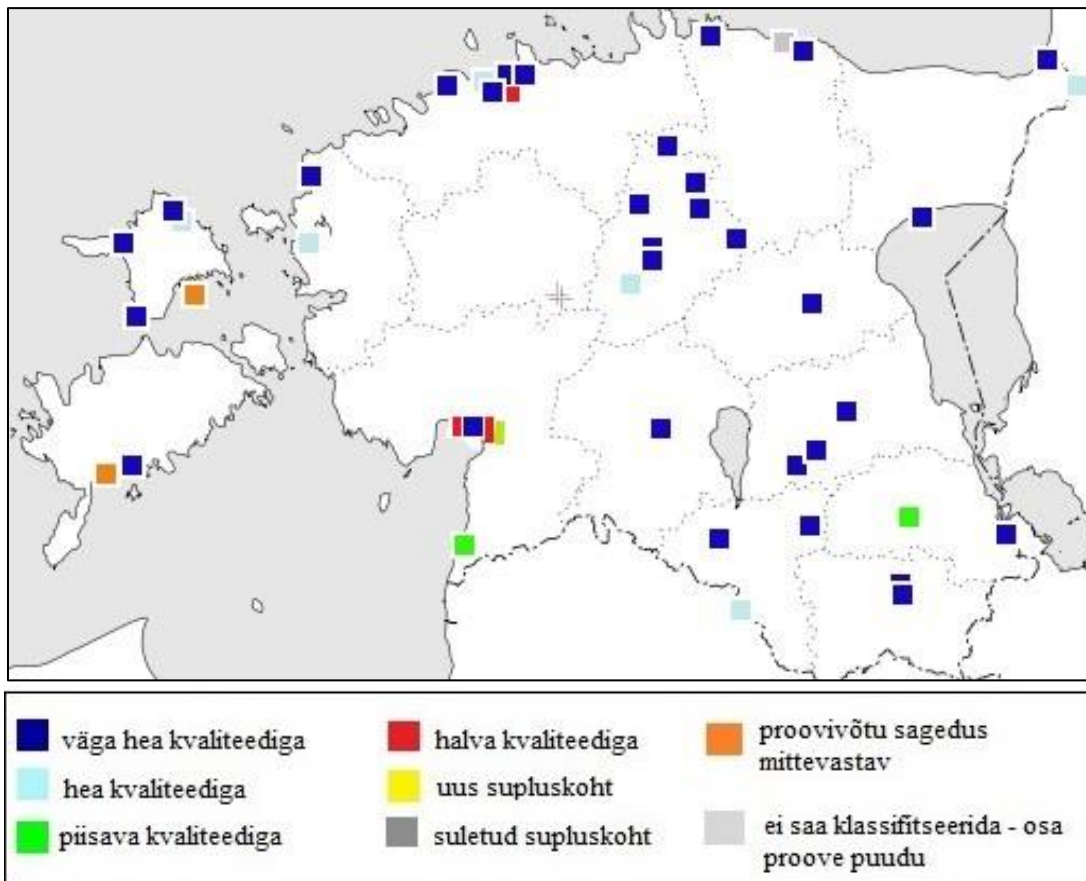 väga hea kvaliteediga
hea kvaliteediga
piisava kvaliteediga
halva kvaliteediga
uus supluskoht
suletud supluskoht
proovivõtu sagedus
mittevastav
ei saa klassifitseerida - osa
proove puudu